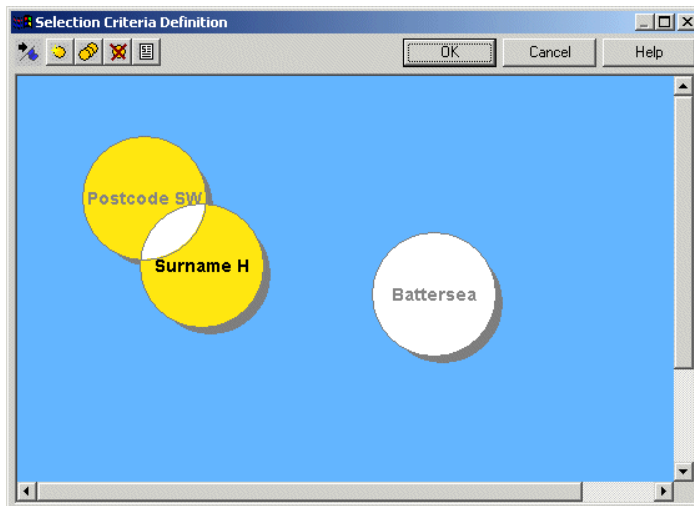 Selection Criteria Definition
OK Cancel Help
Postcode SW
Surname H
Battersea